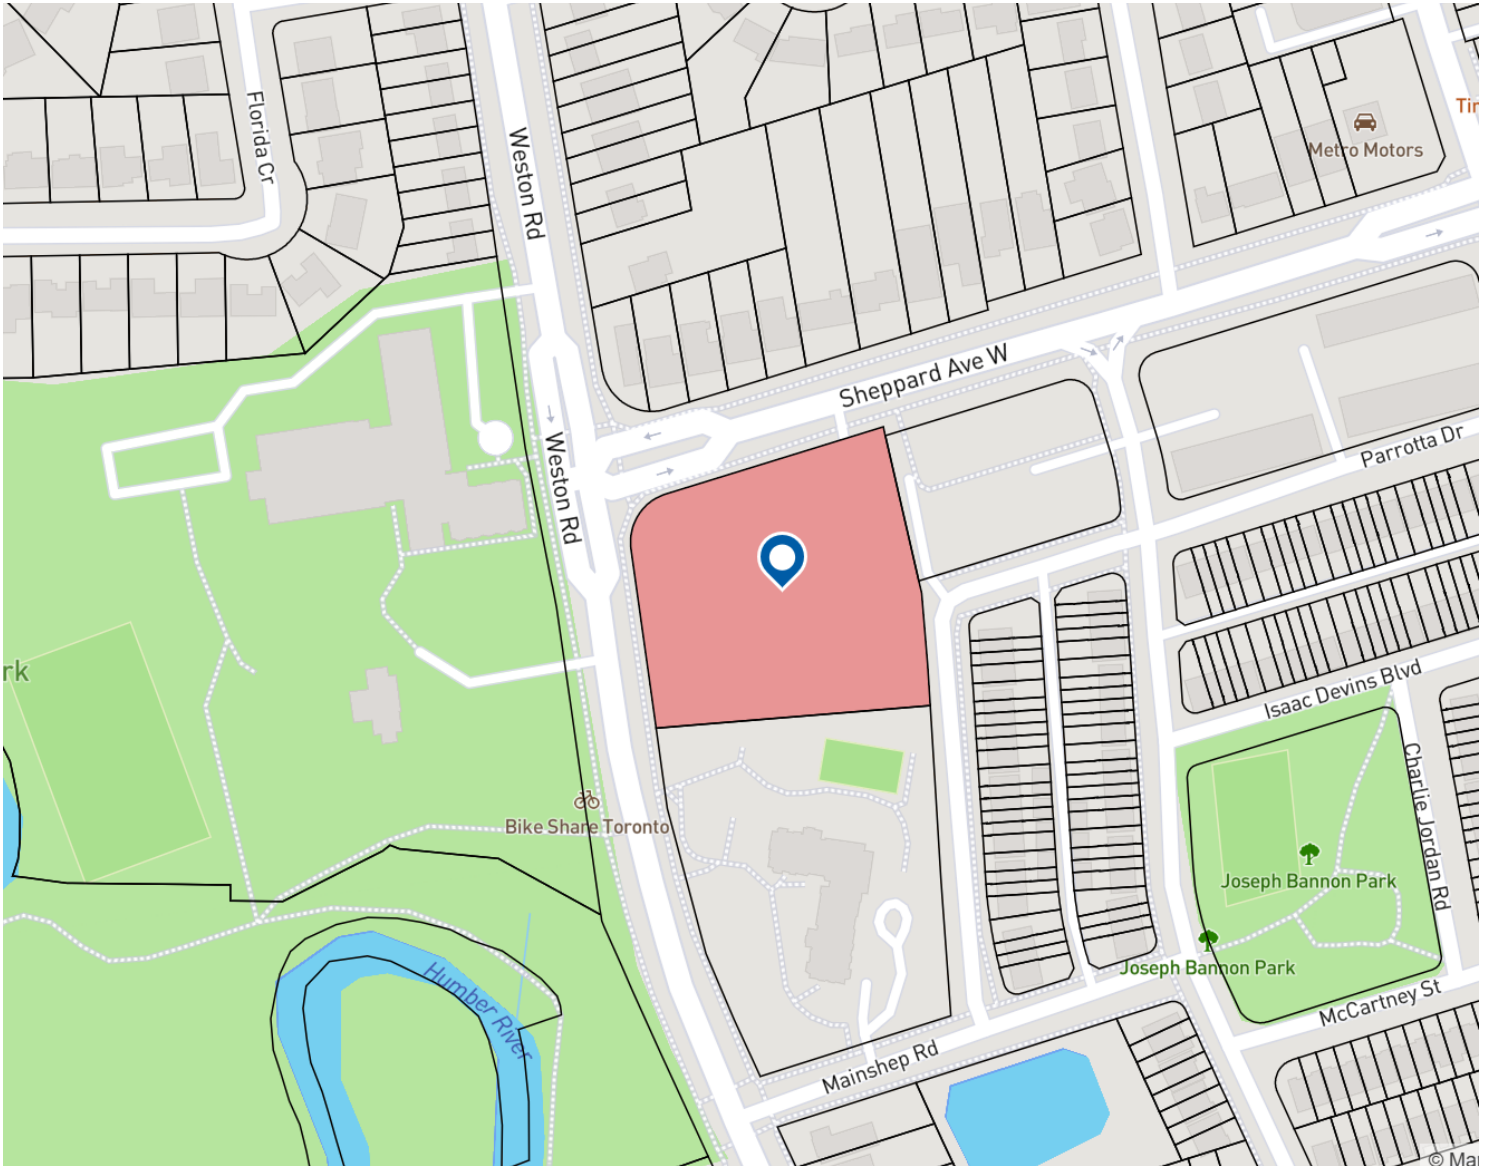 Florida Cr
Weston Rd
Tir
Metro Motors
Sheppard Ave W
Weston Rd
Parrotta Dr
rk
Isaac Devins Blvd
Charlie Jordan Rd
Bike Share Toronto
Joseph Bannon Park
Joseph Bannon Park
Humber River
McCartney St
Mainshep Rd
© Ma